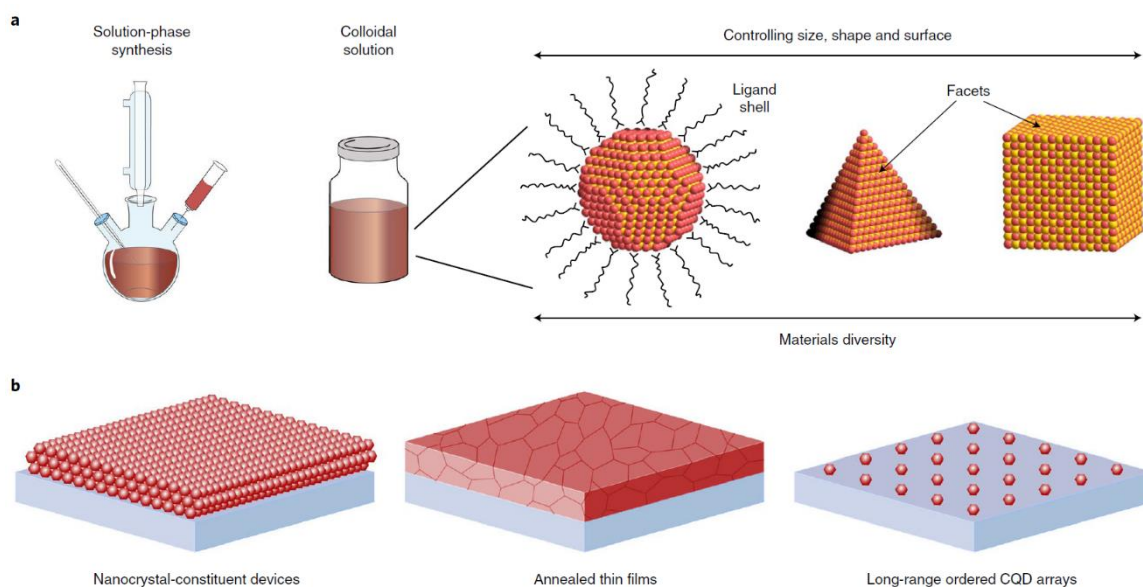 a
Solution-phase
synthesis
Colloidal
solution
Controlling size, shape and surface
Ligand
shell
Facets
Materials diversity
b
Nanocrystal-constituent devices
Annealed thin films
Long-range ordered CQD arrays